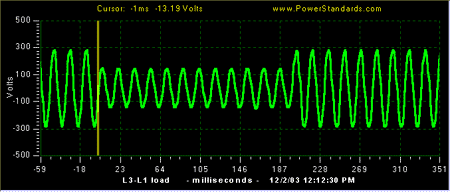 Cursor: -1ms -13.19 Volts www.PowerStandards.com
500
300
100
-100
-300
-500
Volts
-59 -18 23 64 105 146 187 228 269 310 351
L3-L1 load - milliseconds - 12/2/03 12:12:30 PM